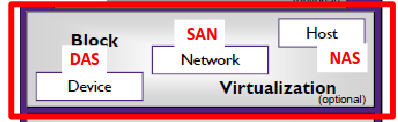 Block
DAS
Device
SAN
Network
Host
NAS
Virtualization
(optional)